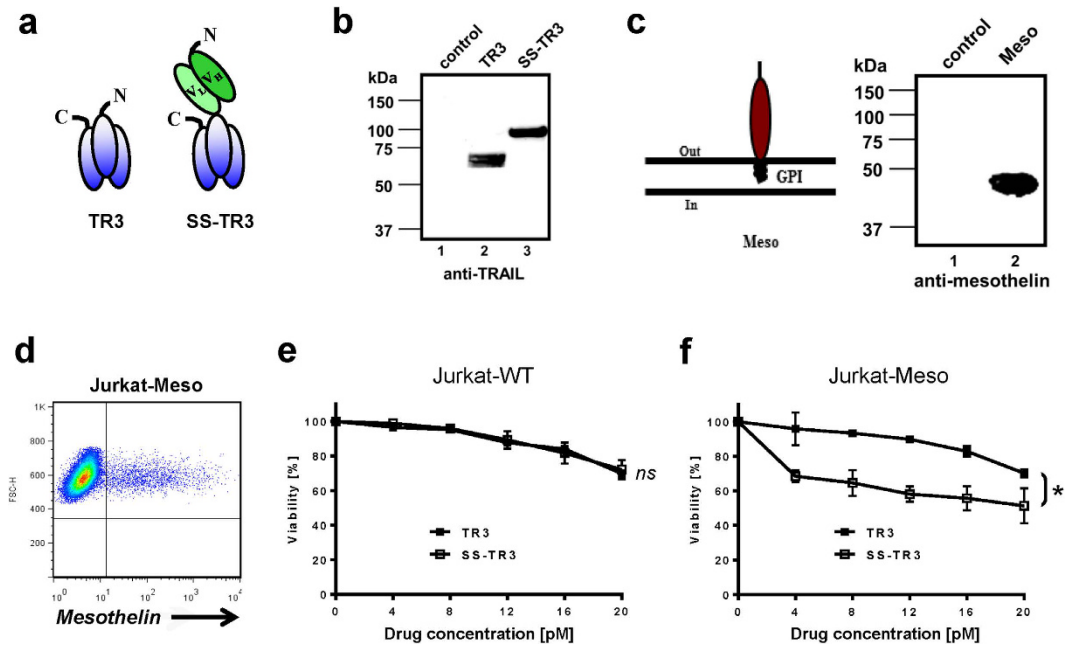 a
N
V_L V_H
N
C
C
TR3
SS-TR3
b
control
TR3
SS-TR3
kDa
150
100
75
50
37
1 2 3
anti-TRAIL
c
Out
GPI
In
Meso
control
Meso
kDa
150
100
75
50
37
1 2
anti-mesothelin
d
Jurkat-Meso
1K
800
600
400
200
0
FSC-H
10^0 10^1 10^2 10^3 10^4
Mesothelin
e
Jurkat-WT
100
80
60
40
20
0
Viability [%]
ns
TR3
SS-TR3
0 4 8 12 16 20
Drug concentration [pM]
f
Jurkat-Meso
100
80
60
40
20
0
Viability [%]
*
TR3
SS-TR3
0 4 8 12 16 20
Drug concentration [pM]